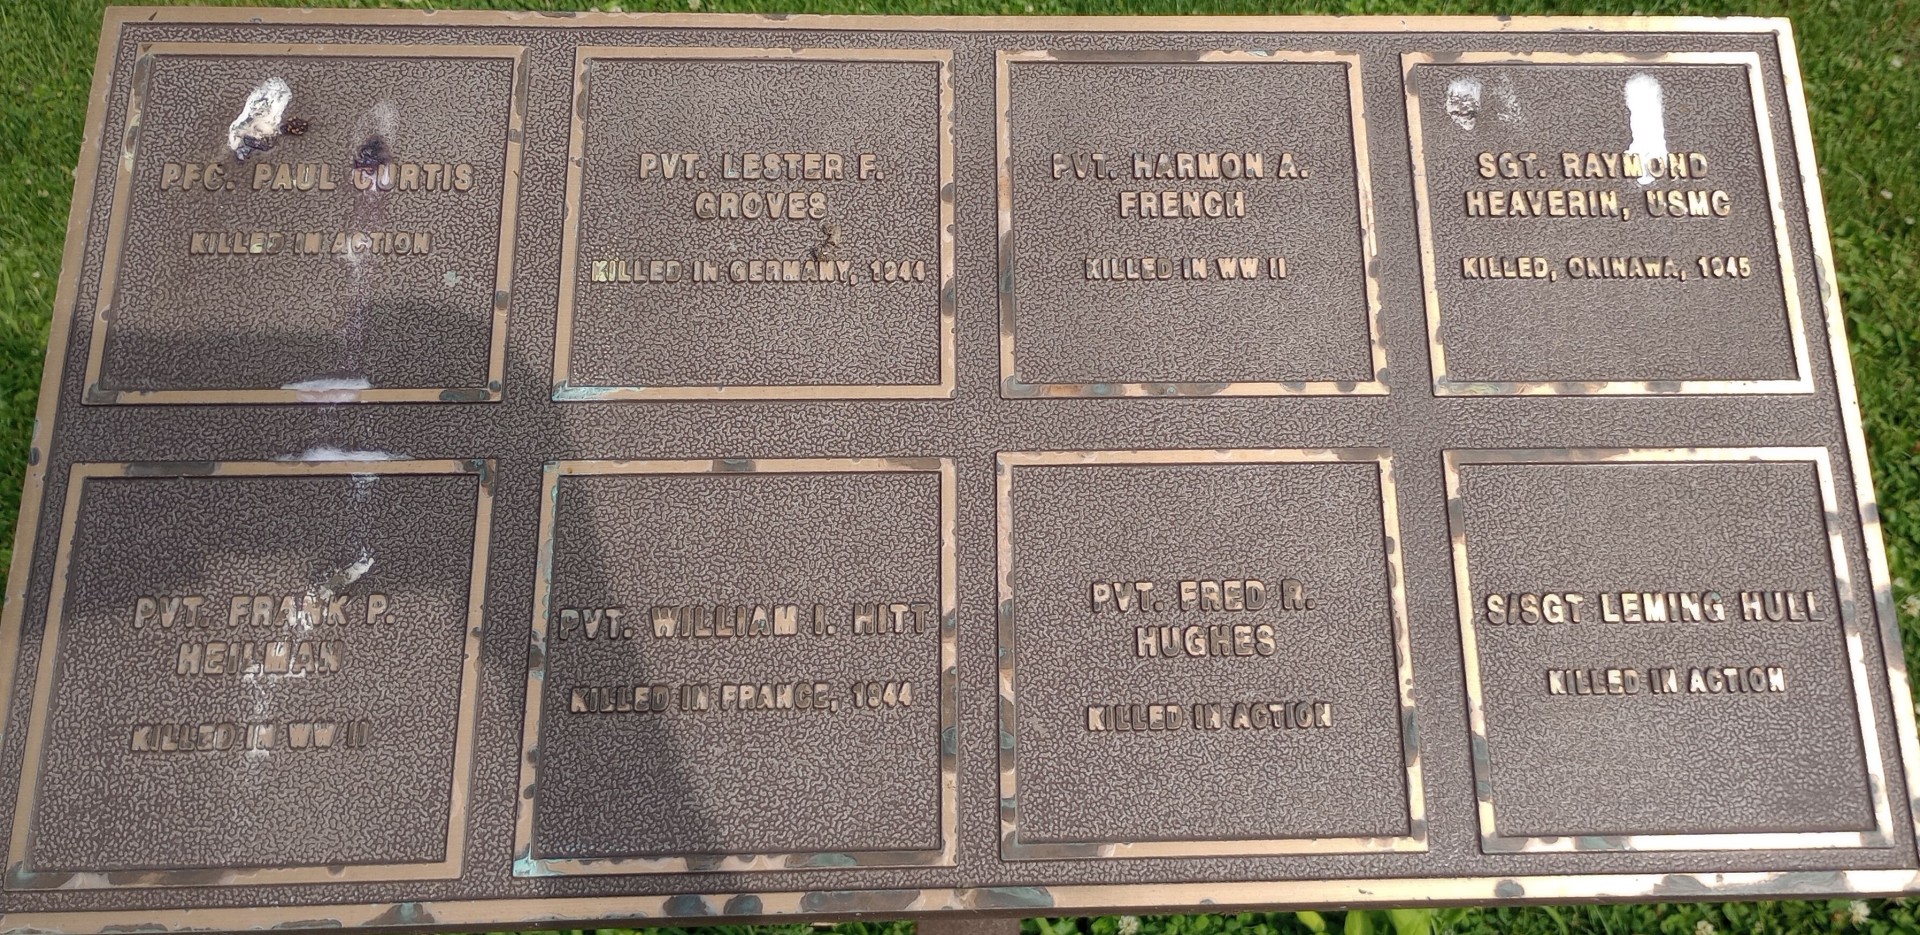 PFC. PAUL CURTIS
KILLED IN ACTION
PVT. LESTER F.
GROVES
KILLED IN GERMANY, 1944
PVT. HARMON A.
FRENCH
KILLED IN WW II
SGT. RAYMOND
HEAVERIN, USMC
KILLED, OKINAWA, 1945
PVT. FRANK P.
HEILMAN
KILLED IN WW II
PVT. WILLIAM I. HITT
KILLED IN FRANCE, 1944
PVT. FRED R.
HUGHES
KILLED IN ACTION
S/SGT LEMING HULL
KILLED IN ACTION